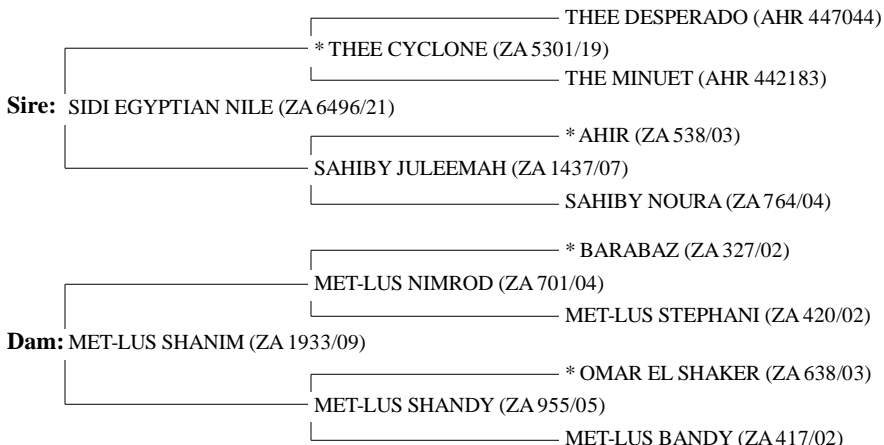 THEE DESPERADO (AHR 447044)
* THEE CYCLONE (ZA 5301/19)
THE MINUET (AHR 442183)
Sire: SIDI EGYPTIAN NILE (ZA 6496/21)
* AHIR (ZA 538/03)
SAHIBY JULEEMAH (ZA 1437/07)
SAHIBY NOURA (ZA 764/04)
* BARABAZ (ZA 327/02)
MET-LUS NIMROD (ZA 701/04)
MET-LUS STEPHANI (ZA 420/02)
Dam: MET-LUS SHANIM (ZA 1933/09)
* OMAR EL SHAKER (ZA 638/03)
MET-LUS SHANDY (ZA 955/05)
MET-LUS BANDY (ZA 417/02)